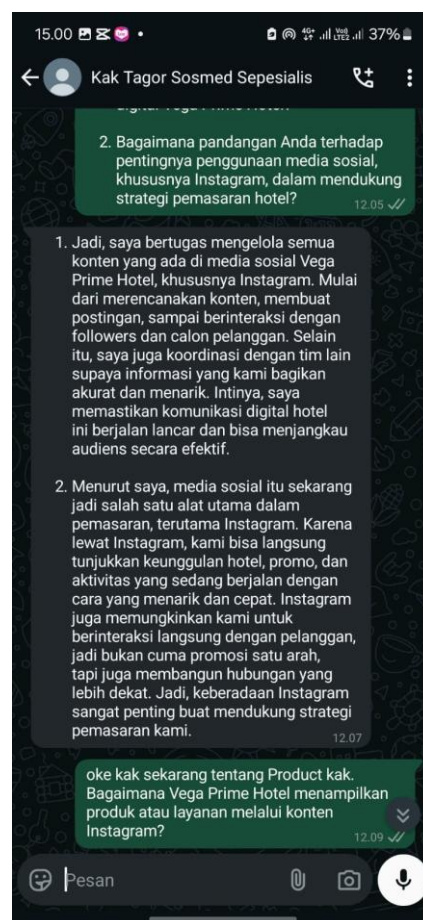 15.00
4G+
Vo))
LTE2
37%
Kak Tagor Sosmed Sepesialis
2. Bagaimana pandangan Anda terhadap
pentingnya penggunaan media sosial,
khususnya Instagram, dalam mendukung
strategi pemasaran hotel?
12.05
1. Jadi, saya bertugas mengelola semua
konten yang ada di media sosial Vega
Prime Hotel, khususnya Instagram. Mulai
dari merencanakan konten, membuat
postingan, sampai berinteraksi dengan
followers dan calon pelanggan. Selain
itu, saya juga koordinasi dengan tim lain
supaya informasi yang kami bagikan
akurat dan menarik. Intinya, saya
memastikan komunikasi digital hotel
ini berjalan lancar dan bisa menjangkau
audiens secara efektif.
2. Menurut saya, media sosial itu sekarang
jadi salah satu alat utama dalam
pemasaran, terutama Instagram. Karena
lewat Instagram, kami bisa langsung
tunjukkan keunggulan hotel, promo, dan
aktivitas yang sedang berjalan dengan
cara yang menarik dan cepat. Instagram
juga memungkinkan kami untuk
berinteraksi langsung dengan pelanggan,
jadi bukan cuma promosi satu arah,
tapi juga membangun hubungan yang
lebih dekat. Jadi, keberadaan Instagram
sangat penting buat mendukung strategi
pemasaran kami.
12.07
oke kak sekarang tentang Product kak.
Bagaimana Vega Prime Hotel menampilkan
produk atau layanan melalui konten
Instagram?
12.09
Pesan